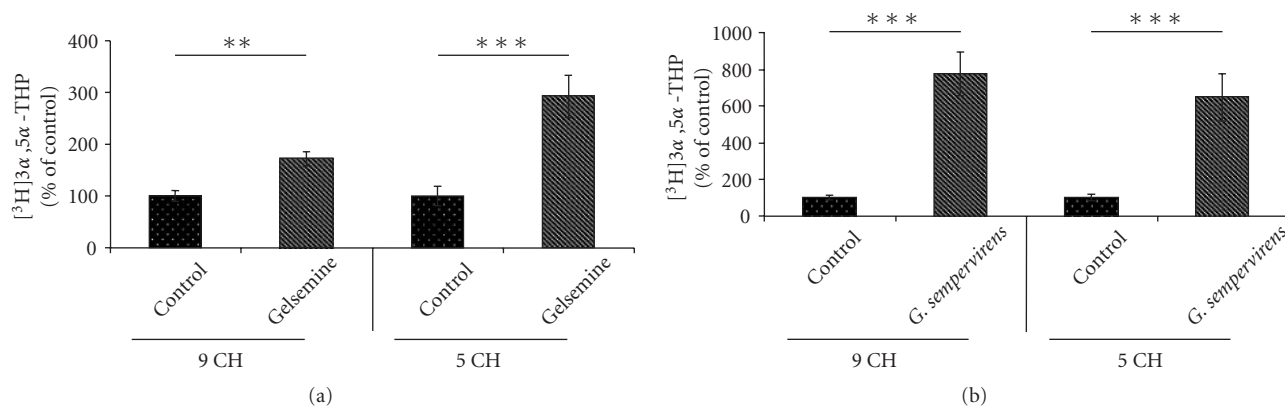 [³H]3α,5α -THP
(% of control)
400
300
200
100
0
**
***
Control
Gelsemine
Control
Gelsemine
9 CH
5 CH
(a)
[³H]3α,5α -THP
(% of control)
1000
800
600
400
200
0
***
***
Control
G. sempervirens
Control
G. sempervirens
9 CH
5 CH
(b)